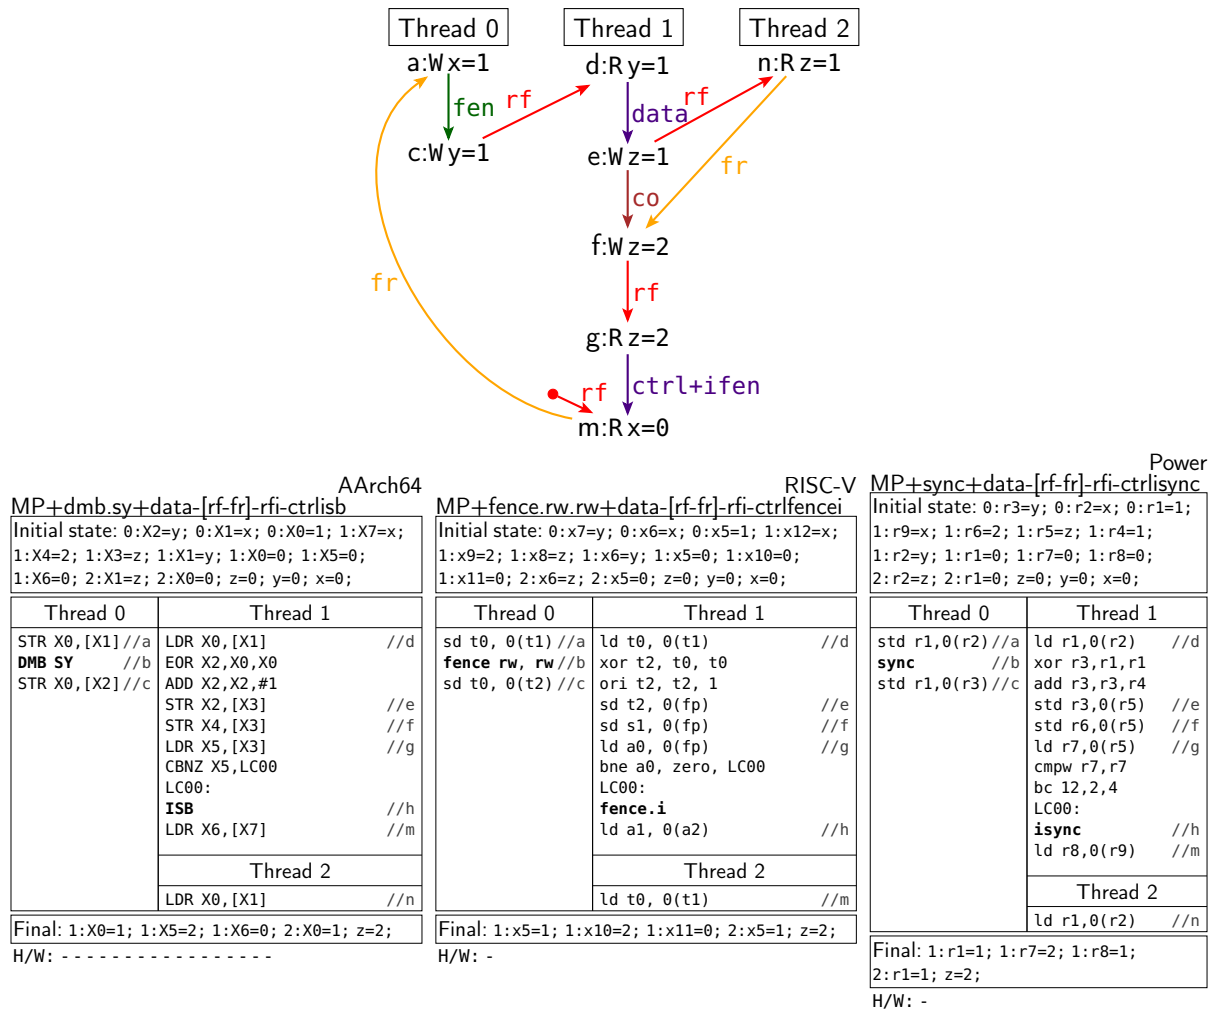 Thread 0
Thread 1
Thread 2
a:W x=1
d:R y=1
n:R z=1
fen
rf
data
rf
c:W y=1
e:W z=1
fr
co
f:W z=2
fr
rf
g:R z=2
rf
ctrl+ifen
m:R x=0
AArch64
MP+dmb.sy+data-[rf-fr]-rfi-ctrlisb
Initial state: 0:X2=y; 0:X1=x; 0:X0=1; 1:X7=x;
1:X4=2; 1:X3=z; 1:X1=y; 1:X0=0; 1:X5=0;
1:X6=0; 2:X1=z; 2:X0=0; z=0; y=0; x=0;
Thread 0
STR X0,[X1]//a
DMB SY //b
STR X0,[X2]//c
Thread 1
LDR X0,[X1] //d
EOR X2,X0,X0
ADD X2,X2,#1
STR X2,[X3] //e
STR X4,[X3] //f
LDR X5,[X3] //g
CBNZ X5,LC00
LC00:
ISB //h
LDR X6,[X7] //m
Thread 2
LDR X0,[X1] //n
Final: 1:X0=1; 1:X5=2; 1:X6=0; 2:X0=1; z=2;
H/W: - - - - - - - - - - - - - - - - -
RISC-V
MP+fence.rw.rw+data-[rf-fr]-rfi-ctrlfencei
Initial state: 0:x7=y; 0:x6=x; 0:x5=1; 1:x12=x;
1:x9=2; 1:x8=z; 1:x6=y; 1:x5=0; 1:x10=0;
1:x11=0; 2:x6=z; 2:x5=0; z=0; y=0; x=0;
Thread 0
sd t0, 0(t1)//a
fence rw, rw//b
sd t0, 0(t2)//c
Thread 1
ld t0, 0(t1) //d
xor t2, t0, t0
ori t2, t2, 1
sd t2, 0(fp) //e
sd s1, 0(fp) //f
ld a0, 0(fp) //g
bne a0, zero, LC00
LC00:
fence.i
ld a1, 0(a2) //h
Thread 2
ld t0, 0(t1) //m
Final: 1:x5=1; 1:x10=2; 1:x11=0; 2:x5=1; z=2;
H/W: -
Power
MP+sync+data-[rf-fr]-rfi-ctrlisync
Initial state: 0:r3=y; 0:r2=x; 0:r1=1;
1:r9=x; 1:r6=2; 1:r5=z; 1:r4=1;
1:r2=y; 1:r1=0; 1:r7=0; 1:r8=0;
2:r2=z; 2:r1=0; z=0; y=0; x=0;
Thread 0
std r1,0(r2)//a
sync //b
std r1,0(r3)//c
Thread 1
ld r1,0(r2) //d
xor r3,r1,r1
add r3,r3,r4
std r3,0(r5) //e
std r6,0(r5) //f
ld r7,0(r5) //g
cmpw r7,r7
bc 12,2,4
LC00:
isync //h
ld r8,0(r9) //m
Thread 2
ld r1,0(r2) //n
Final: 1:r1=1; 1:r7=2; 1:r8=1;
2:r1=1; z=2;
H/W: -